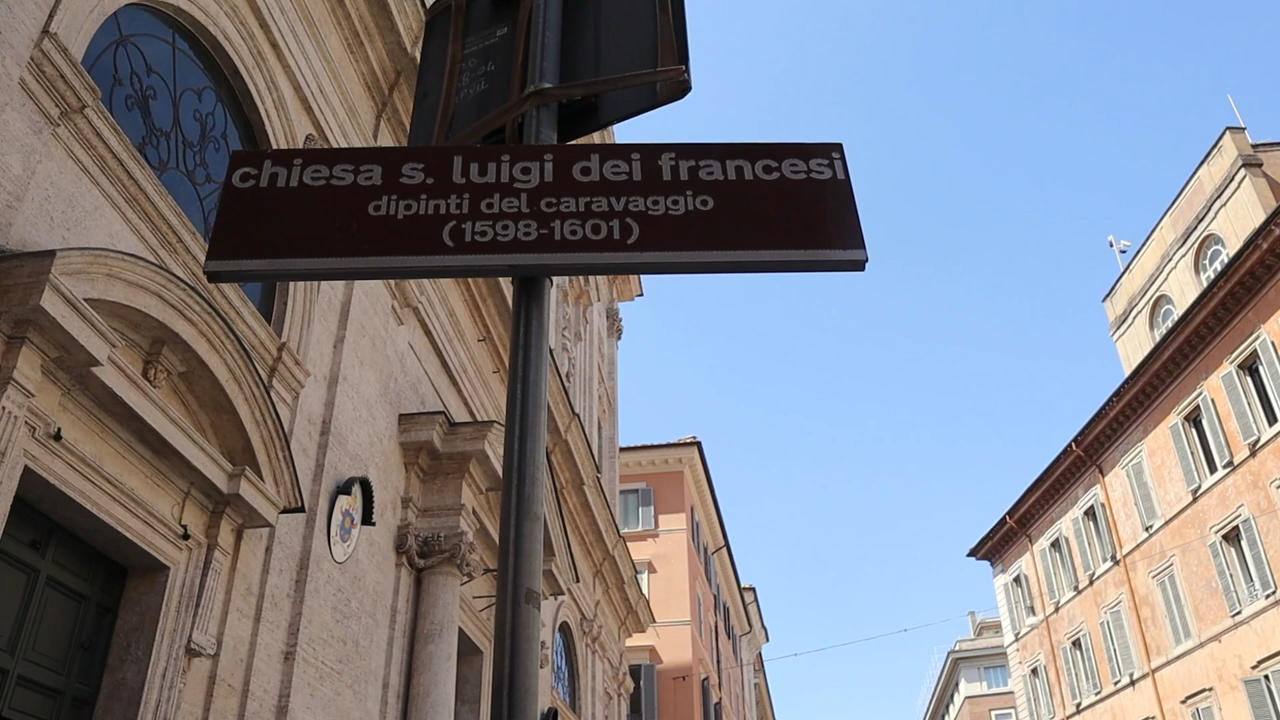 chiesa s. luigi dei francesi
dipinti del caravaggio
(1598-1601)